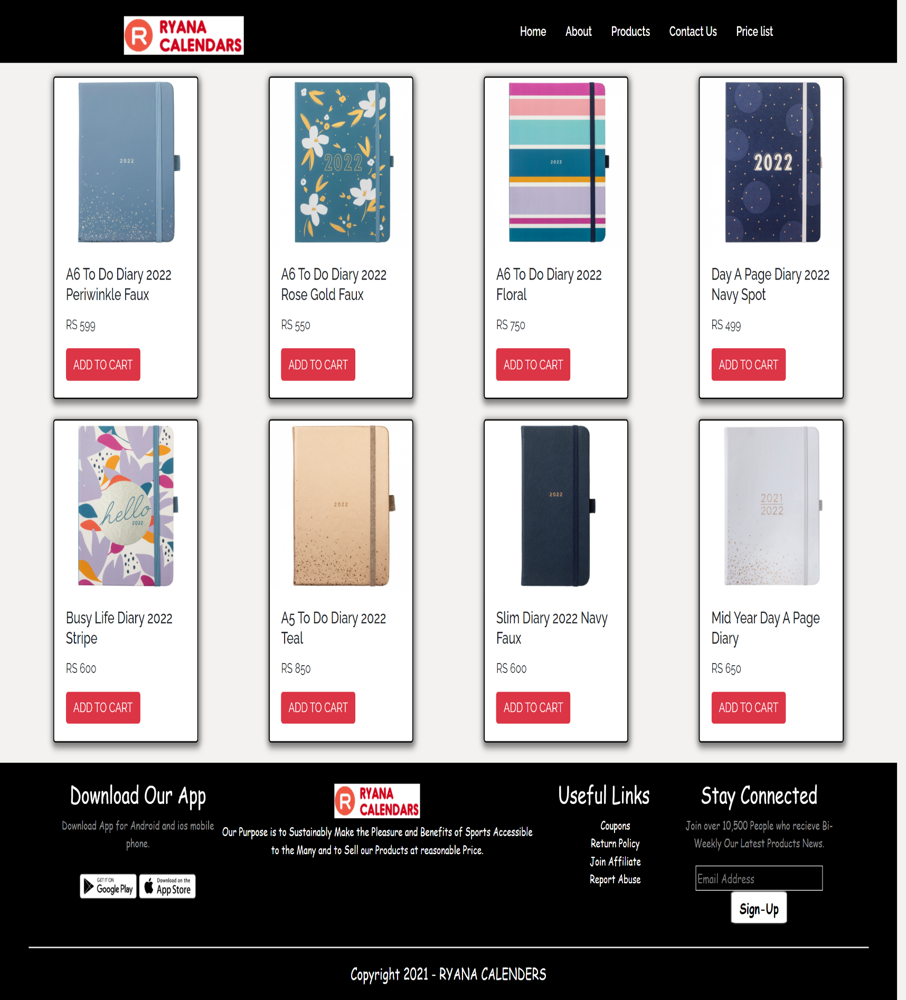 RYANA
CALENDARS
Home About Products Contact Us Price list
2022
2022
2022
2022
A6 To Do Diary 2022
Periwinkle Faux
RS 599
ADD TO CART
A6 To Do Diary 2022
Rose Gold Faux
RS 550
ADD TO CART
A6 To Do Diary 2022
Floral
RS 750
ADD TO CART
Day A Page Diary 2022
Navy Spot
RS 499
ADD TO CART
hello
2022
2022
2022
2021
2022
Busy Life Diary 2022
Stripe
RS 600
ADD TO CART
A5 To Do Diary 2022
Teal
RS 850
ADD TO CART
Slim Diary 2022 Navy
Faux
RS 600
ADD TO CART
Mid Year Day A Page
Diary
RS 650
ADD TO CART
Download Our App
Download App for Android and ios mobile
phone.
GET IT ON
Google Play
Download on the
App Store
RYANA
CALENDARS
Our Purpose is to Sustainably Make the Pleasure and Benefits of Sports Accessible
to the Many and to Sell our Products at reasonable Price.
Useful Links
Coupons
Return Policy
Join Affiliate
Report Abuse
Stay Connected
Join over 10,500 People who recieve Bi-
Weekly Our Latest Products News.
Email Address
Sign-Up
Copyright 2021 - RYANA CALENDERS